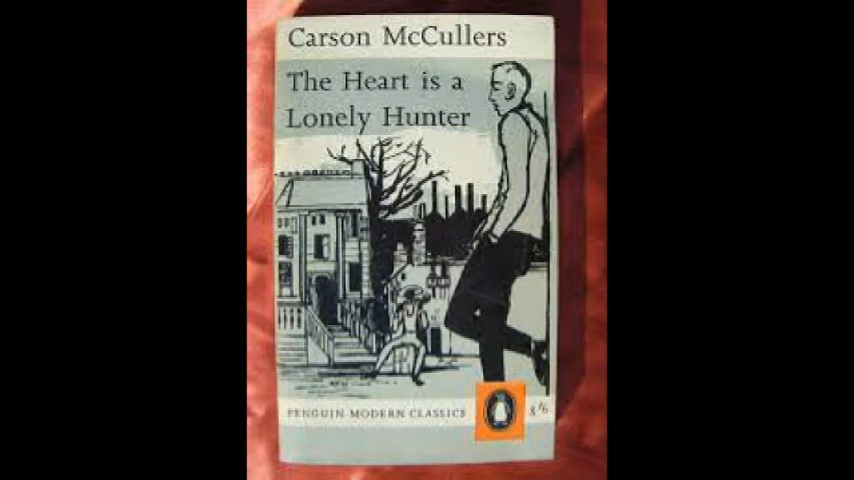 Carson McCullers
The Heart is a
Lonely Hunter
PENGUIN MODERN CLASSICS
3/6